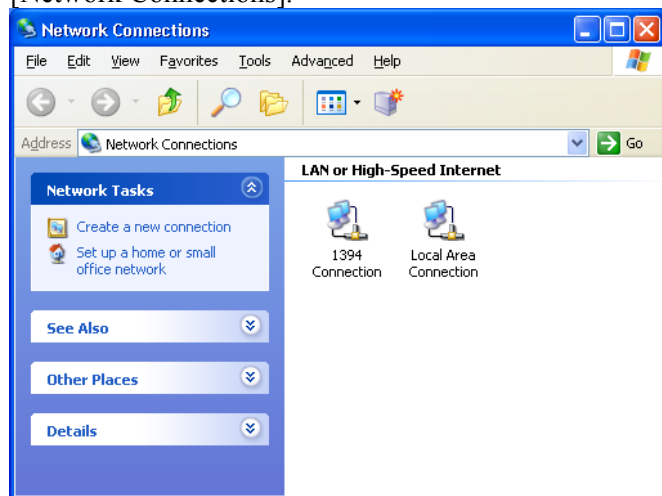 [Network Connections].
Network Connections
File Edit View Favorites Tools Advanced Help
Address Network Connections Go
LAN or High-Speed Internet
Network Tasks
Create a new connection
Set up a home or small
office network
1394
Connection
Local Area
Connection
See Also
Other Places
Details